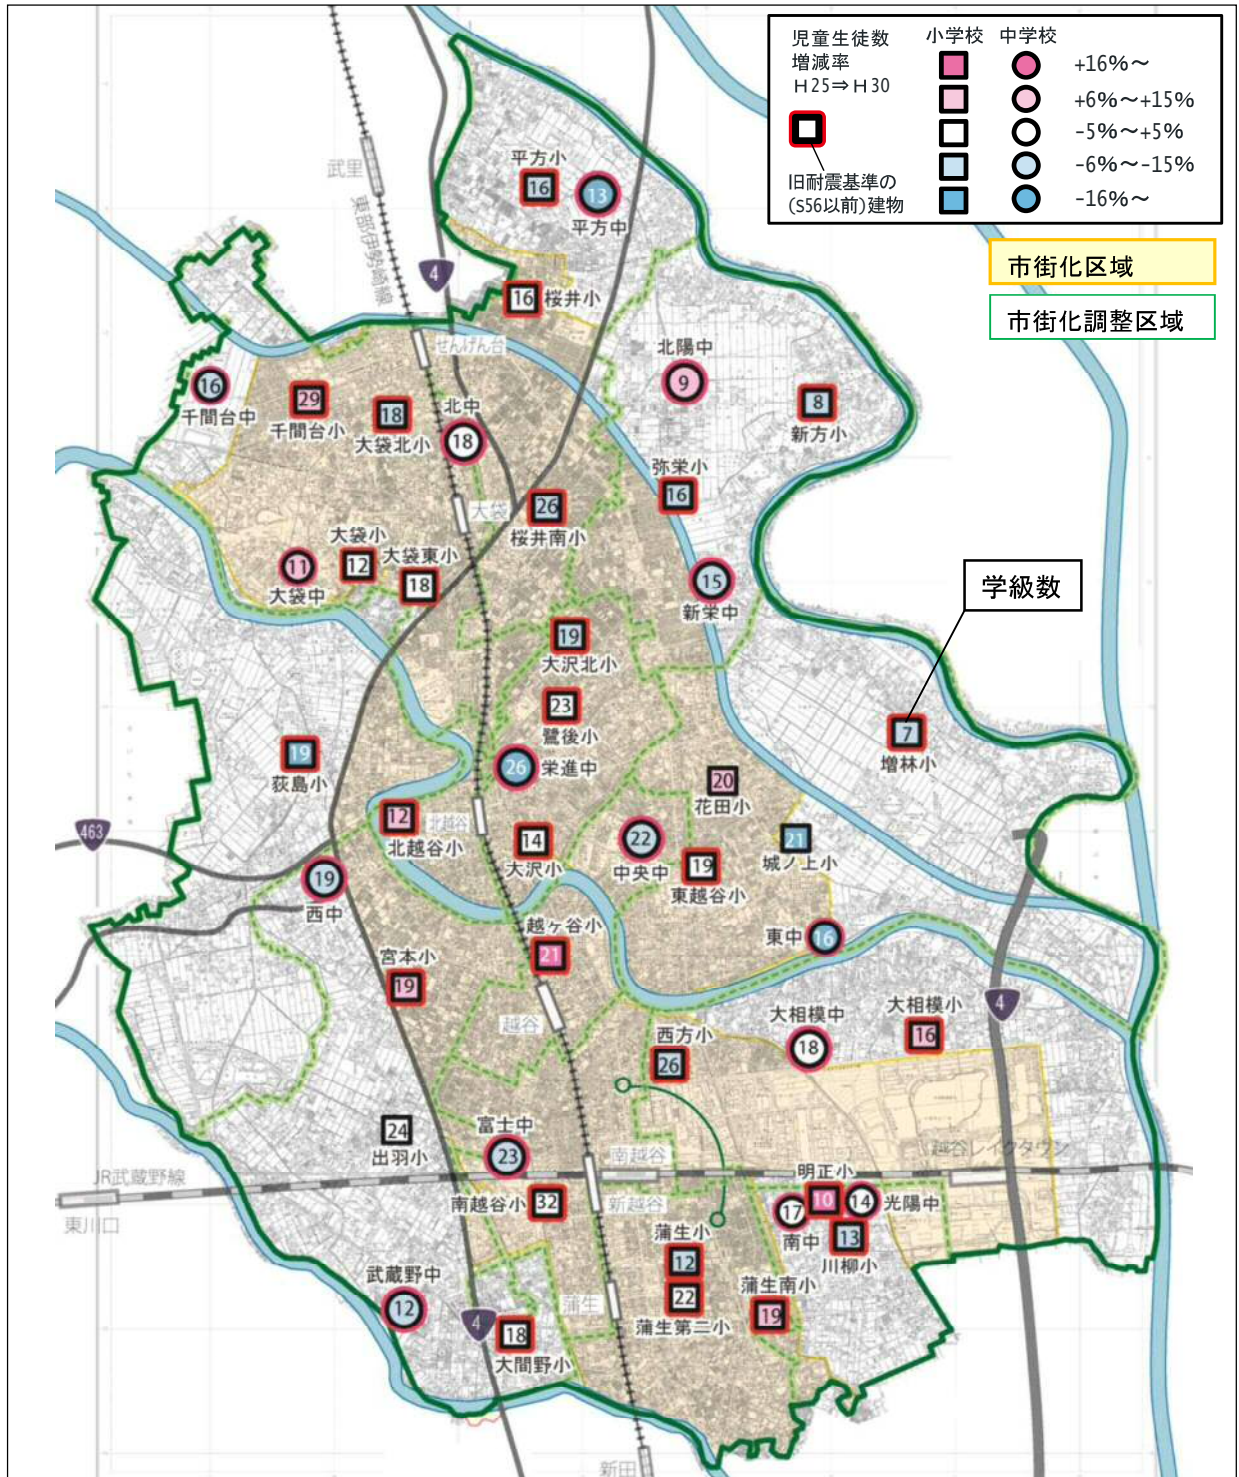 児童生徒数
増減率
H25⇒H30
小学校
中学校
+16%～
+6%～+15%
-5%～+5%
-6%～-15%
-16%～
旧耐震基準の
(S56以前)建物
市街化区域
市街化調整区域
武里
東部伊勢崎線
4
平方小
16
13
平方中
16
桜井小
せんげん台
北陽中
9
8
新方小
16
千間台中
29
千間台小
18
大袋北小
北中
18
弥栄小
16
大袋
26
桜井南小
大袋小
12
大袋東小
18
11
大袋中
15
新栄中
学級数
19
大沢北小
23
鷺後小
7
増林小
19
荻島小
26
栄進中
20
花田小
463
12
北越谷小
北越谷
14
大沢小
22
中央中
19
東越谷小
21
城ノ上小
19
西中
越ヶ谷小
21
東中
16
宮本小
19
越谷
大相模中
18
大相模小
16
4
西方小
26
24
出羽小
富士中
23
南越谷
越谷レイクタウン
JR武蔵野線
東川口
南越谷小
32
新越谷
明正小
10
17
南中
14
光陽中
13
川柳小
蒲生小
12
22
蒲生第二小
蒲生南小
19
武蔵野中
12
4
蒲生
18
大間野小
新田